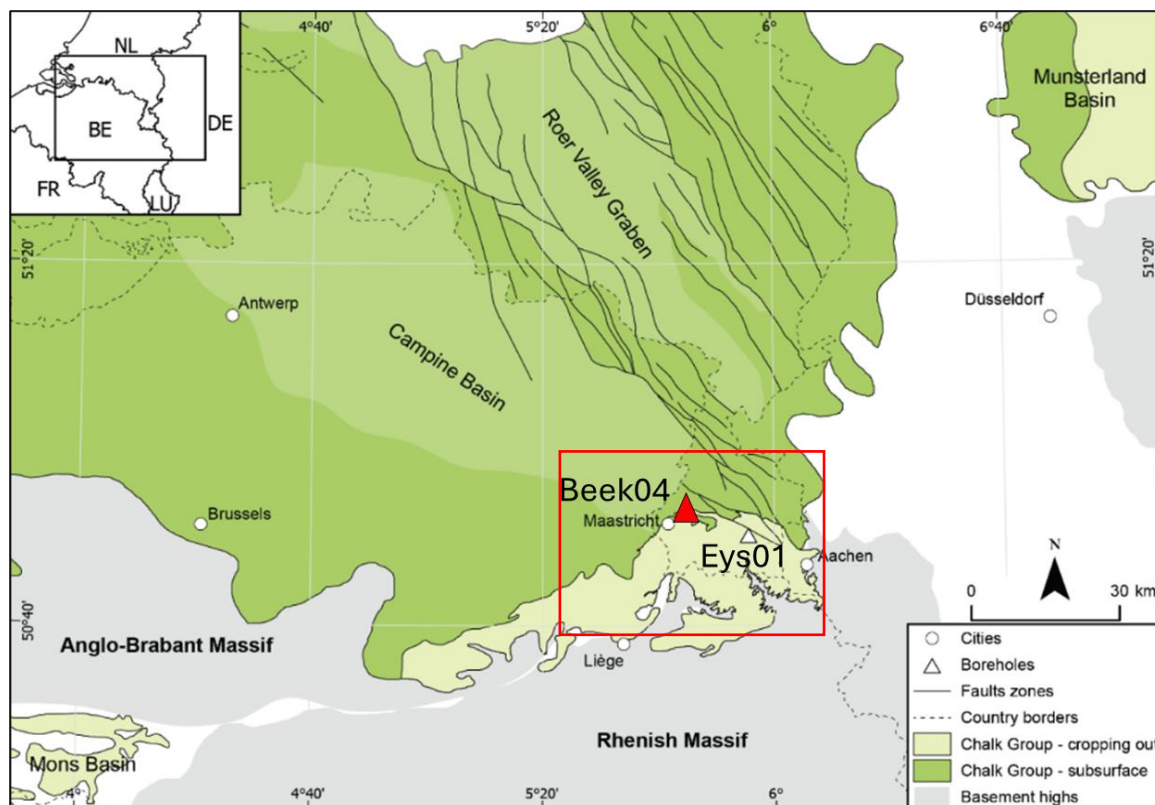 4°40'
5°20'
6°
6°40'
NL
BE
DE
FR
LU
Munsterland
Basin
Roer Valley Graben
51°20'
51°20'
Antwerp
Düsseldorf
Campine Basin
Beek04
Brussels
Maastricht
Eys01
Aachen
N
0 30 km
50°40'
Anglo-Brabant Massif
Liège
Cities
Boreholes
Faults zones
Country borders
Chalk Group - cropping out
Chalk Group - subsurface
Basement highs
Rhenish Massif
Mons Basin
4°
4°40'
5°20'
6°